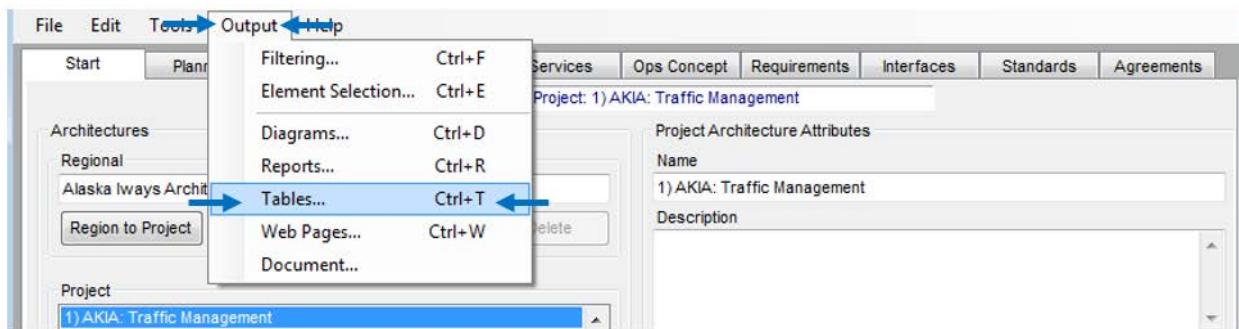 File Edit Tools Output Help
Start Plann Services Ops Concept Requirements Interfaces Standards Agreements
Filtering... Ctrl+F
Element Selection... Ctrl+E
Project: 1) AKIA: Traffic Management
Architectures
Diagrams... Ctrl+D
Project Architecture Attributes
Regional
Reports... Ctrl+R
Name
Alaska Iways Archit
Tables... Ctrl+T
1) AKIA: Traffic Management
Region to Project
Web Pages... Ctrl+W
Delete
Description
Document...
Project
1) AKIA: Traffic Management